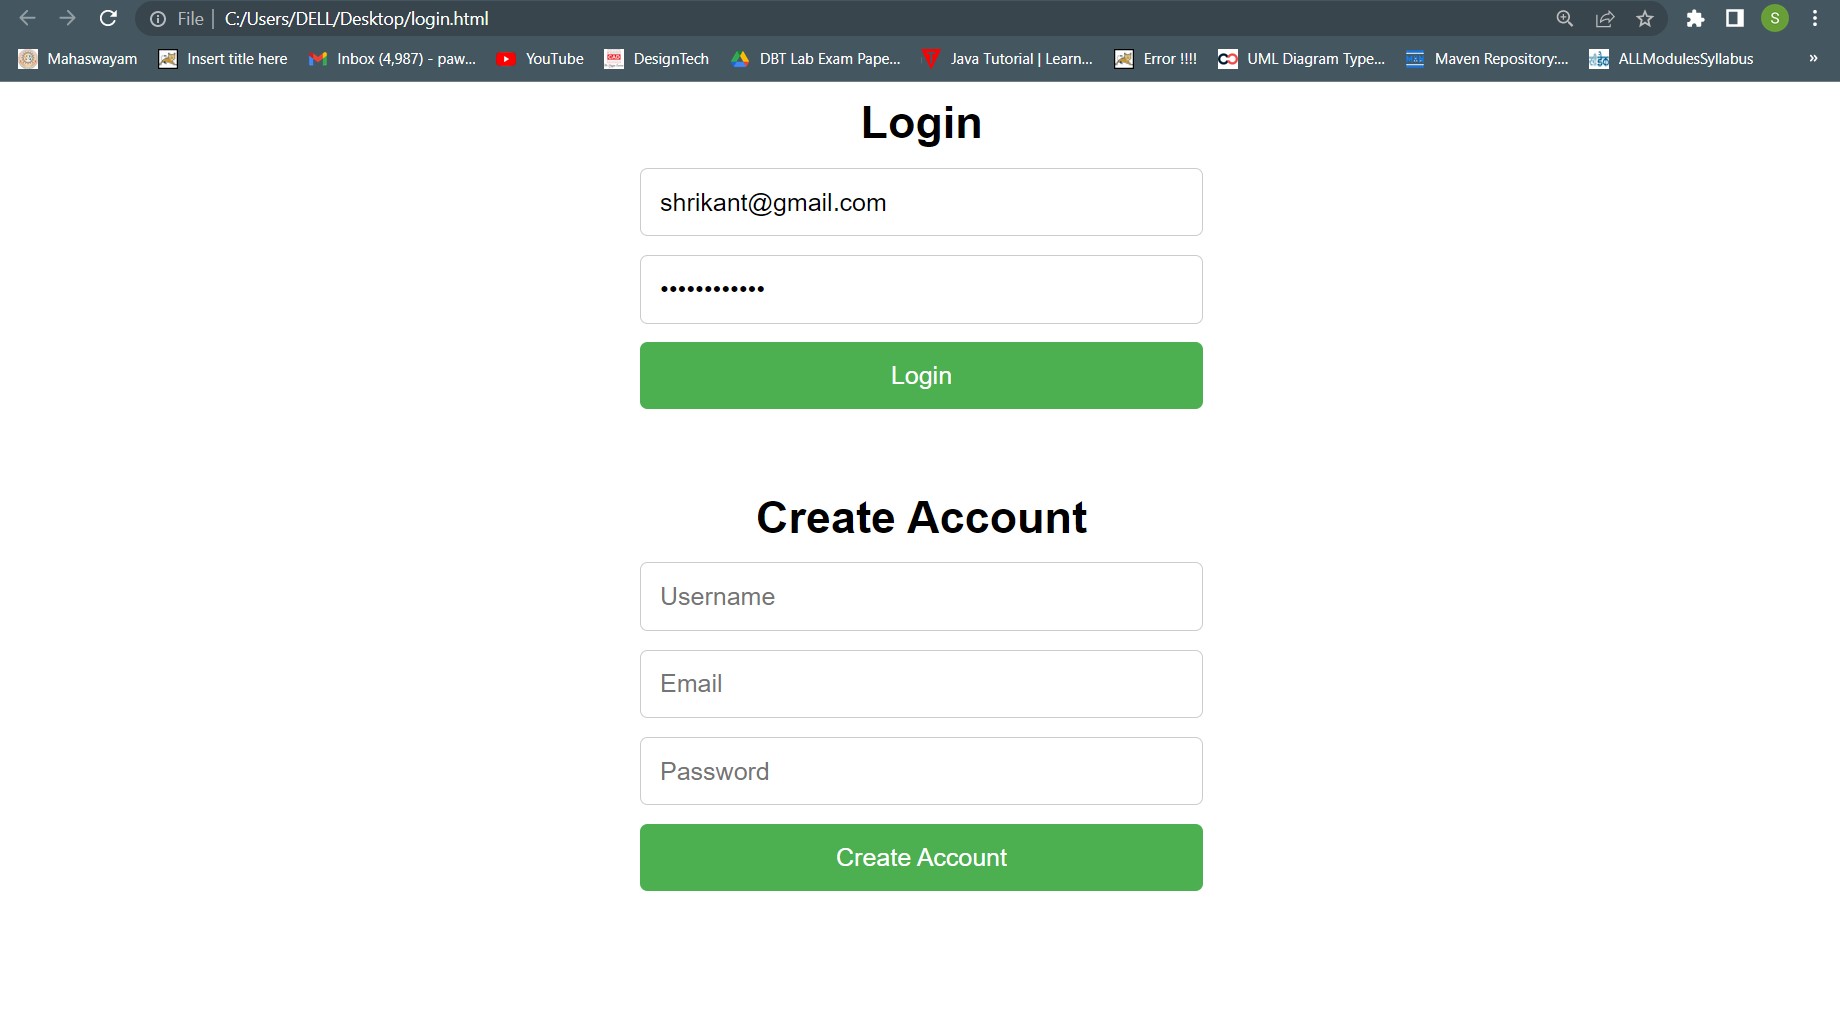 File | C:/Users/DELL/Desktop/login.html
S
Mahaswayam Insert title here Inbox (4,987) - paw... YouTube DesignTech DBT Lab Exam Pape... Java Tutorial | Learn... Error !!!! UML Diagram Type... Maven Repository:... ALLModulesSyllabus »
Login
shrikant@gmail.com
••••••••••••
Login
Create Account
Username
Email
Password
Create Account